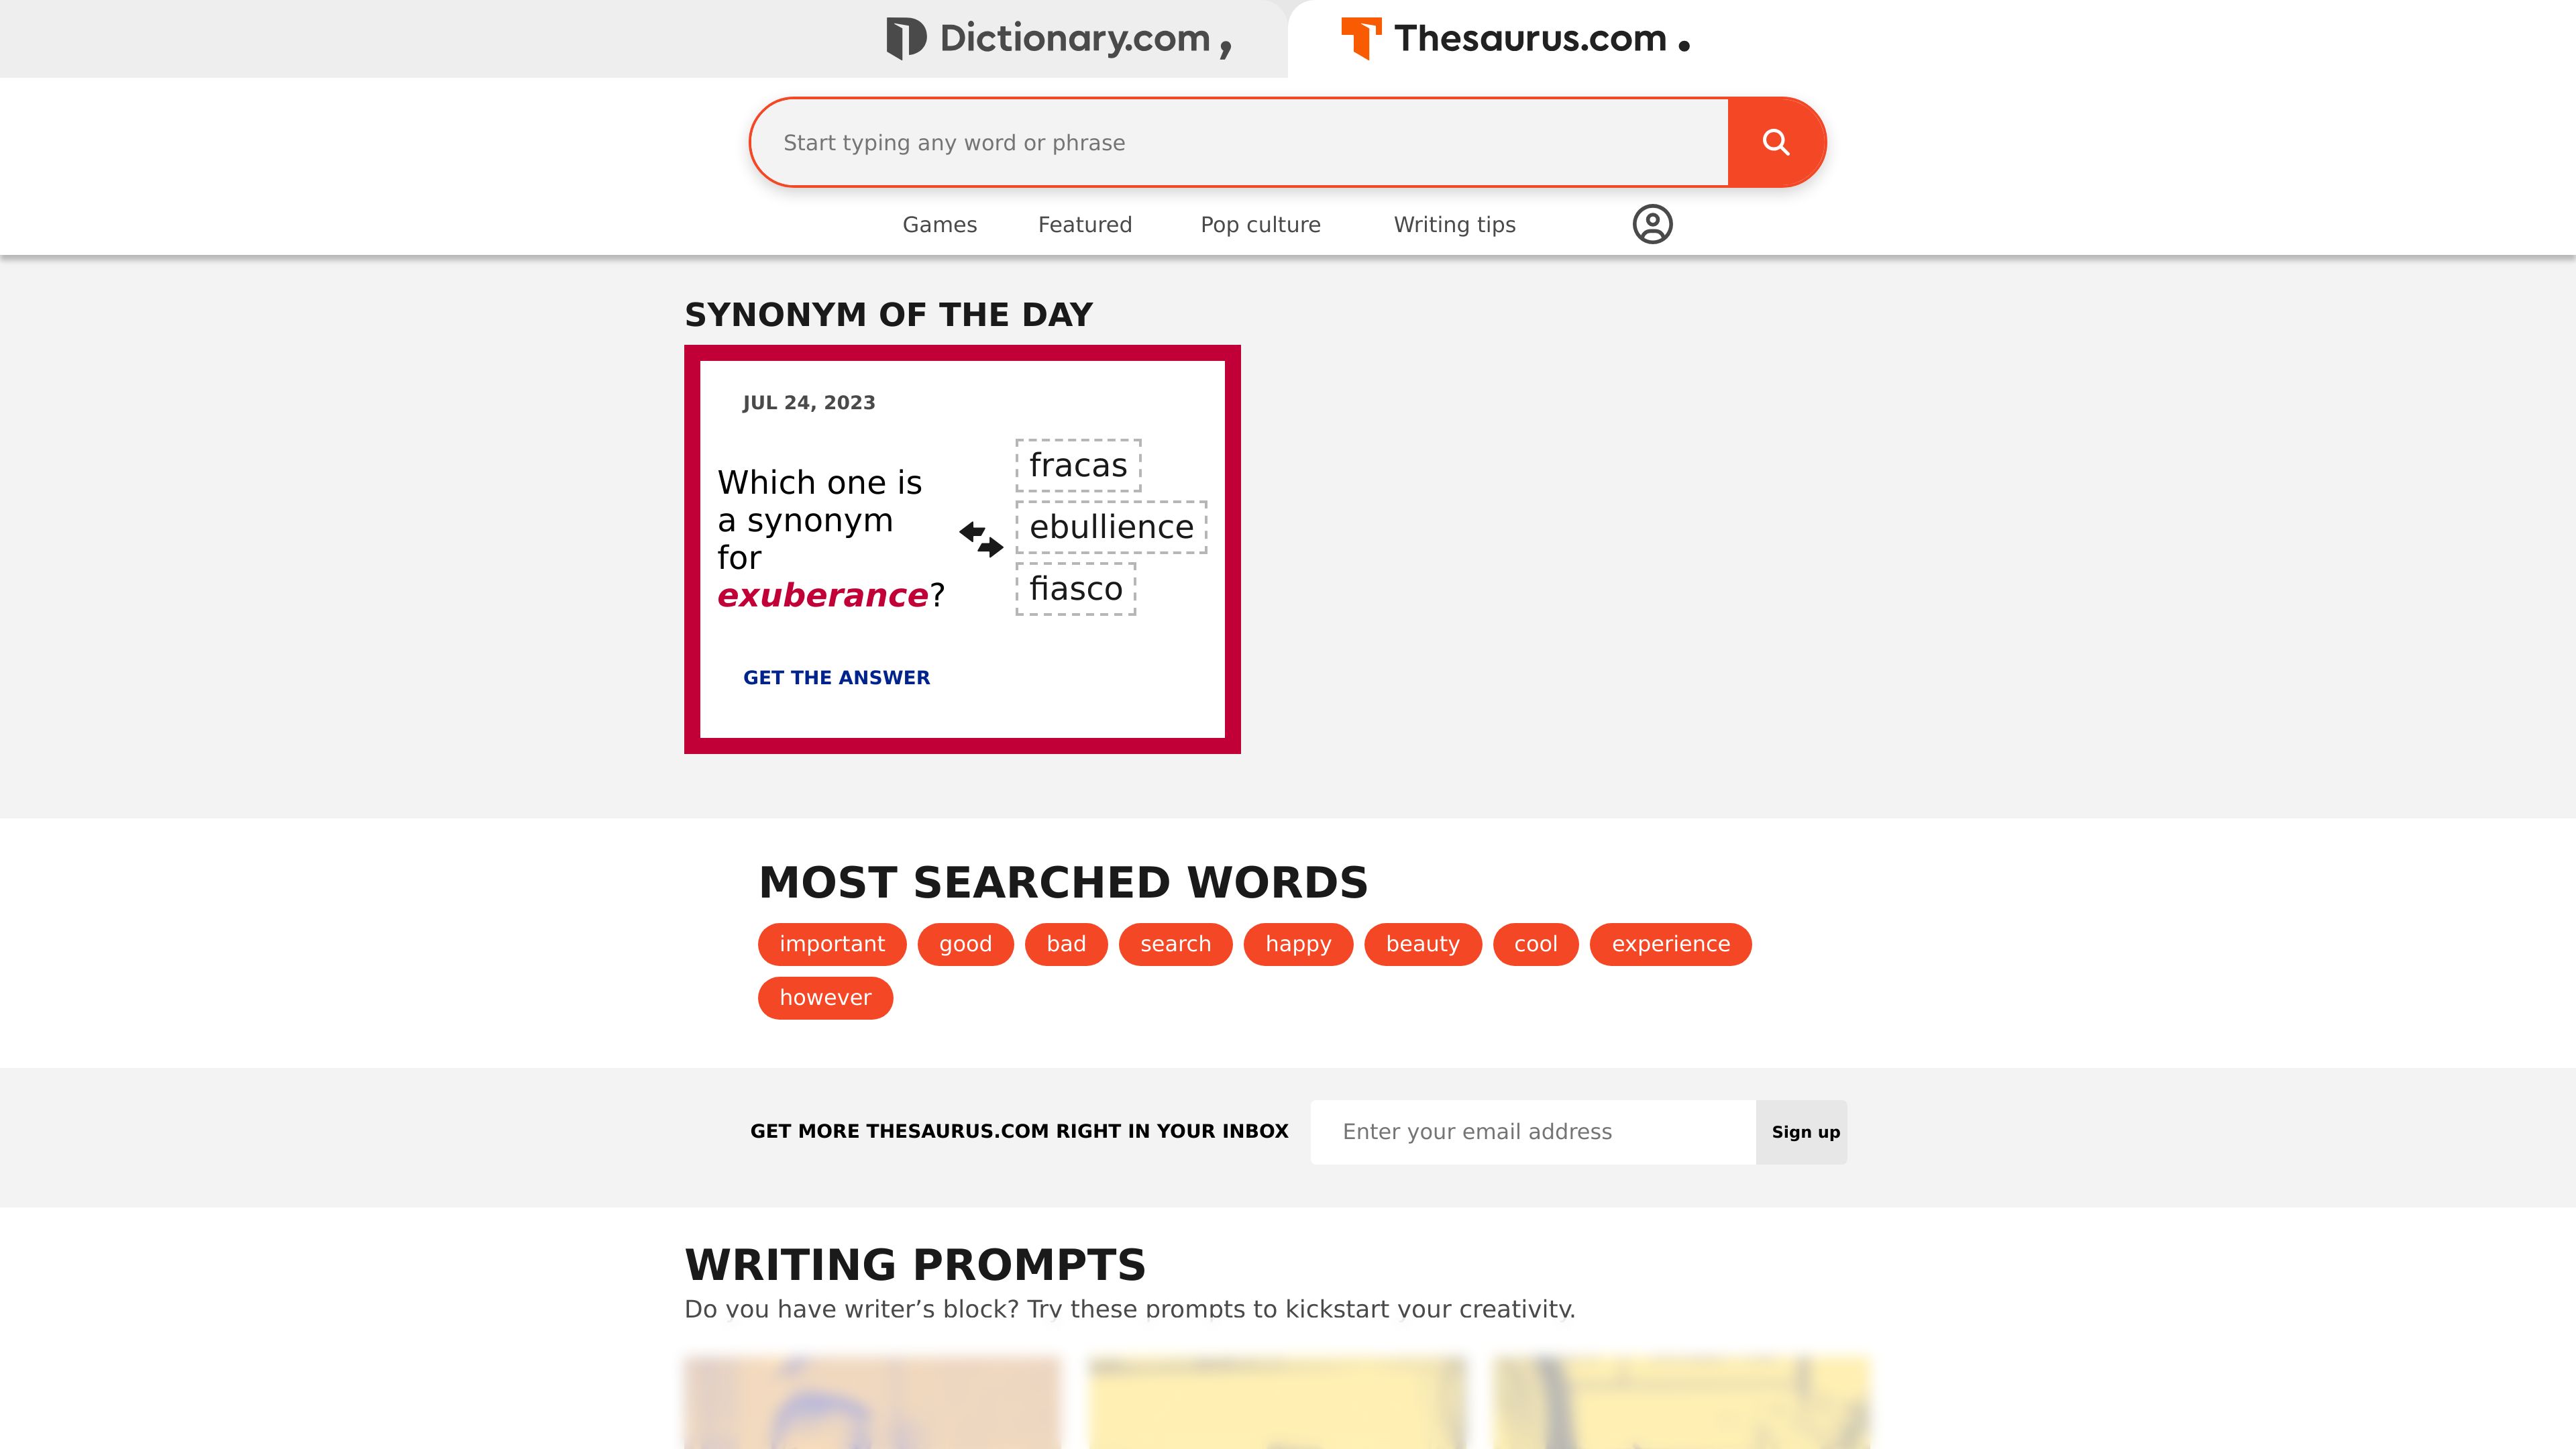 Dictionary.com,
Thesaurus.com.
Start typing any word or phrase
Games
Featured
Pop culture
Writing tips
SYNONYM OF THE DAY
JUL 24, 2023
Which one is
a synonym
for
exuberance?
fracas
ebullience
fiasco
GET THE ANSWER
MOST SEARCHED WORDS
important
good
bad
search
happy
beauty
cool
experience
however
GET MORE THESAURUS.COM RIGHT IN YOUR INBOX
Enter your email address
Sign up
WRITING PROMPTS
Do you have writer’s block? Try these prompts to kickstart your creativity.